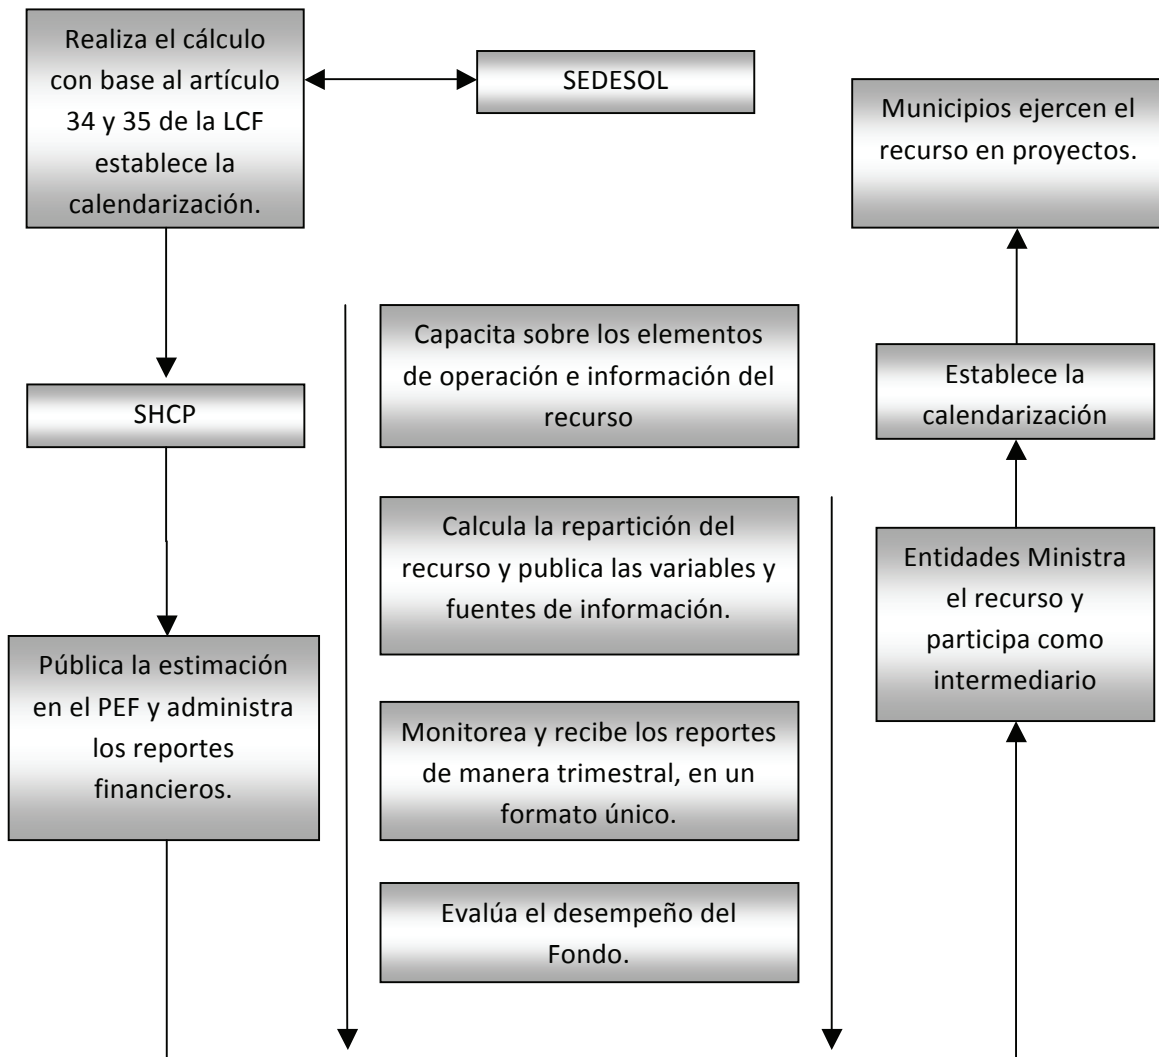 Realiza el cálculo
con base al artículo
34 y 35 de la LCF
establece la
calendarización.
SEDESOL
Municipios ejercen el
recurso en proyectos.
Capacita sobre los elementos
de operación e información del
recurso
SHCP
Establece la
calendarización
Calcula la repartición del
recurso y publica las variables y
fuentes de información.
Entidades Ministra
el recurso y
participa como
intermediario
Pública la estimación
en el PEF y administra
los reportes
financieros.
Monitorea y recibe los reportes
de manera trimestral, en un
formato único.
Evalúa el desempeño del
Fondo.